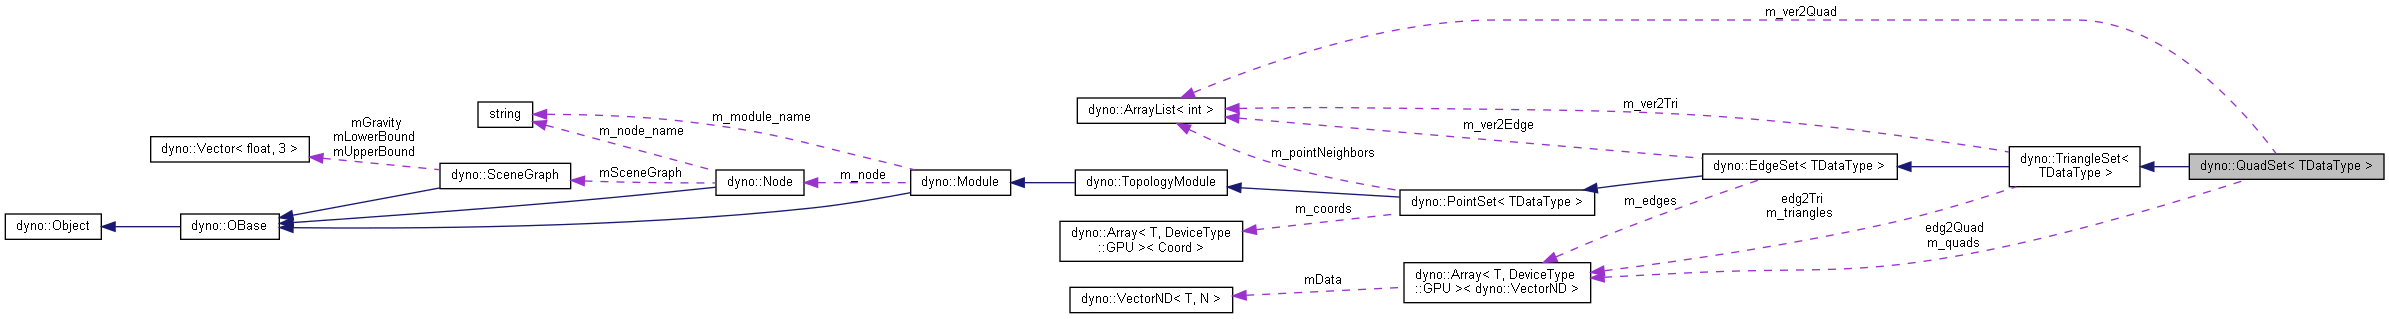 m_ver2Quad
dyno::ArrayList< int >
string
m_ver2Tri
m_module_name
mGravity
mLowerBound
mUpperBound
m_node_name
m_ver2Edge
dyno::Vector< float, 3 >
m_pointNeighbors
dyno::SceneGraph
mSceneGraph
dyno::Node
m_node
dyno::Module
dyno::TopologyModule
dyno::EdgeSet< TDataType >
dyno::TriangleSet<
TDataType >
dyno::QuadSet< TDataType >
dyno::PointSet< TDataType >
m_edges
edg2Tri
m_triangles
m_coords
dyno::Object
dyno::OBase
dyno::Array< T, DeviceType
::GPU >< Coord >
edg2Quad
m_quads
mData
dyno::Array< T, DeviceType
::GPU >< dyno::VectorND >
dyno::VectorND< T, N >